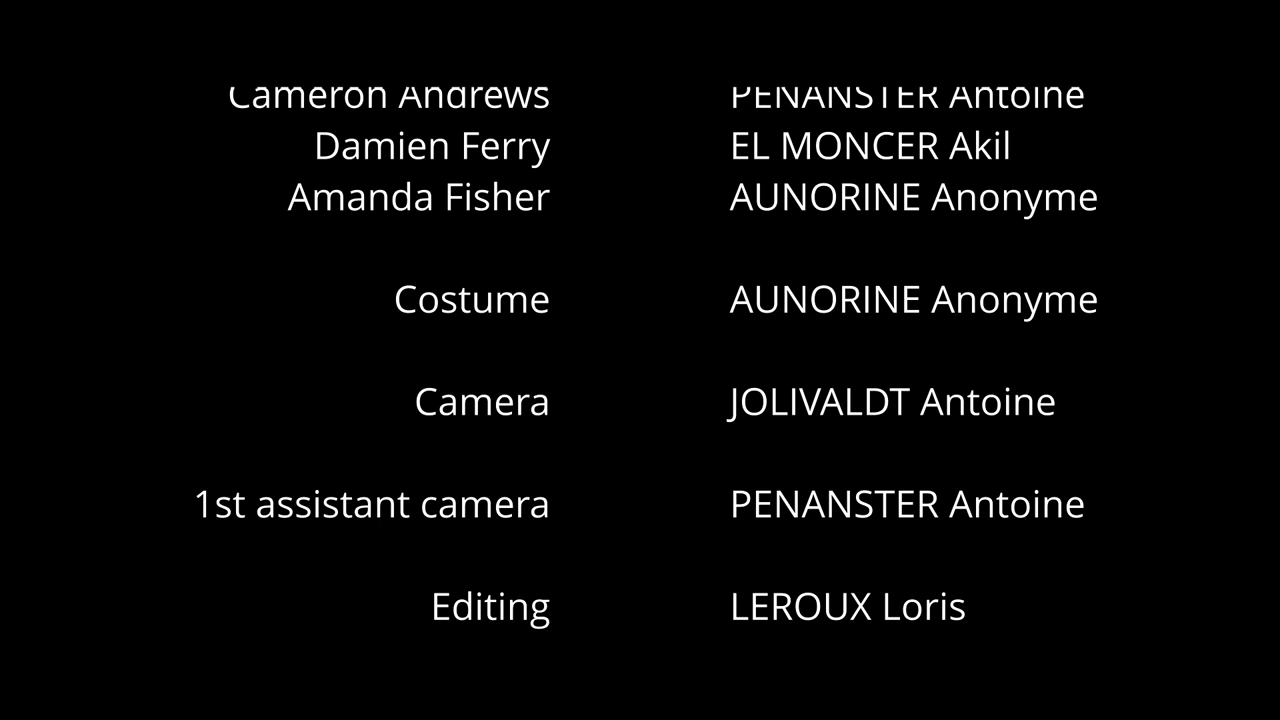 Cameron Andrews PENANSTER Antoine
Damien Ferry EL MONCER Akil
Amanda Fisher AUNORINE Anonyme
Costume AUNORINE Anonyme
Camera JOLIVALDT Antoine
1st assistant camera PENANSTER Antoine
Editing LEROUX Loris